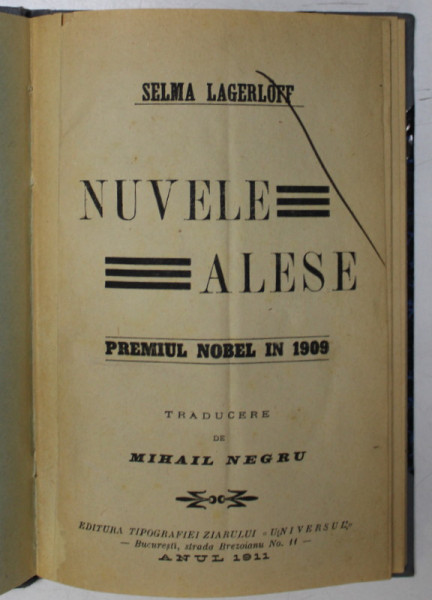 SELMA LAGERLOFF
NUVELE
ALESE
PREMIUL NOBEL IN 1909
TRADUCERE
DE
MIHAIL NEGRU
EDITURA TIPOGRAFIEI ZIARULUI «UNIVERSUL»
— București, strada Brezoianu No. 11 —
ANUL 1911